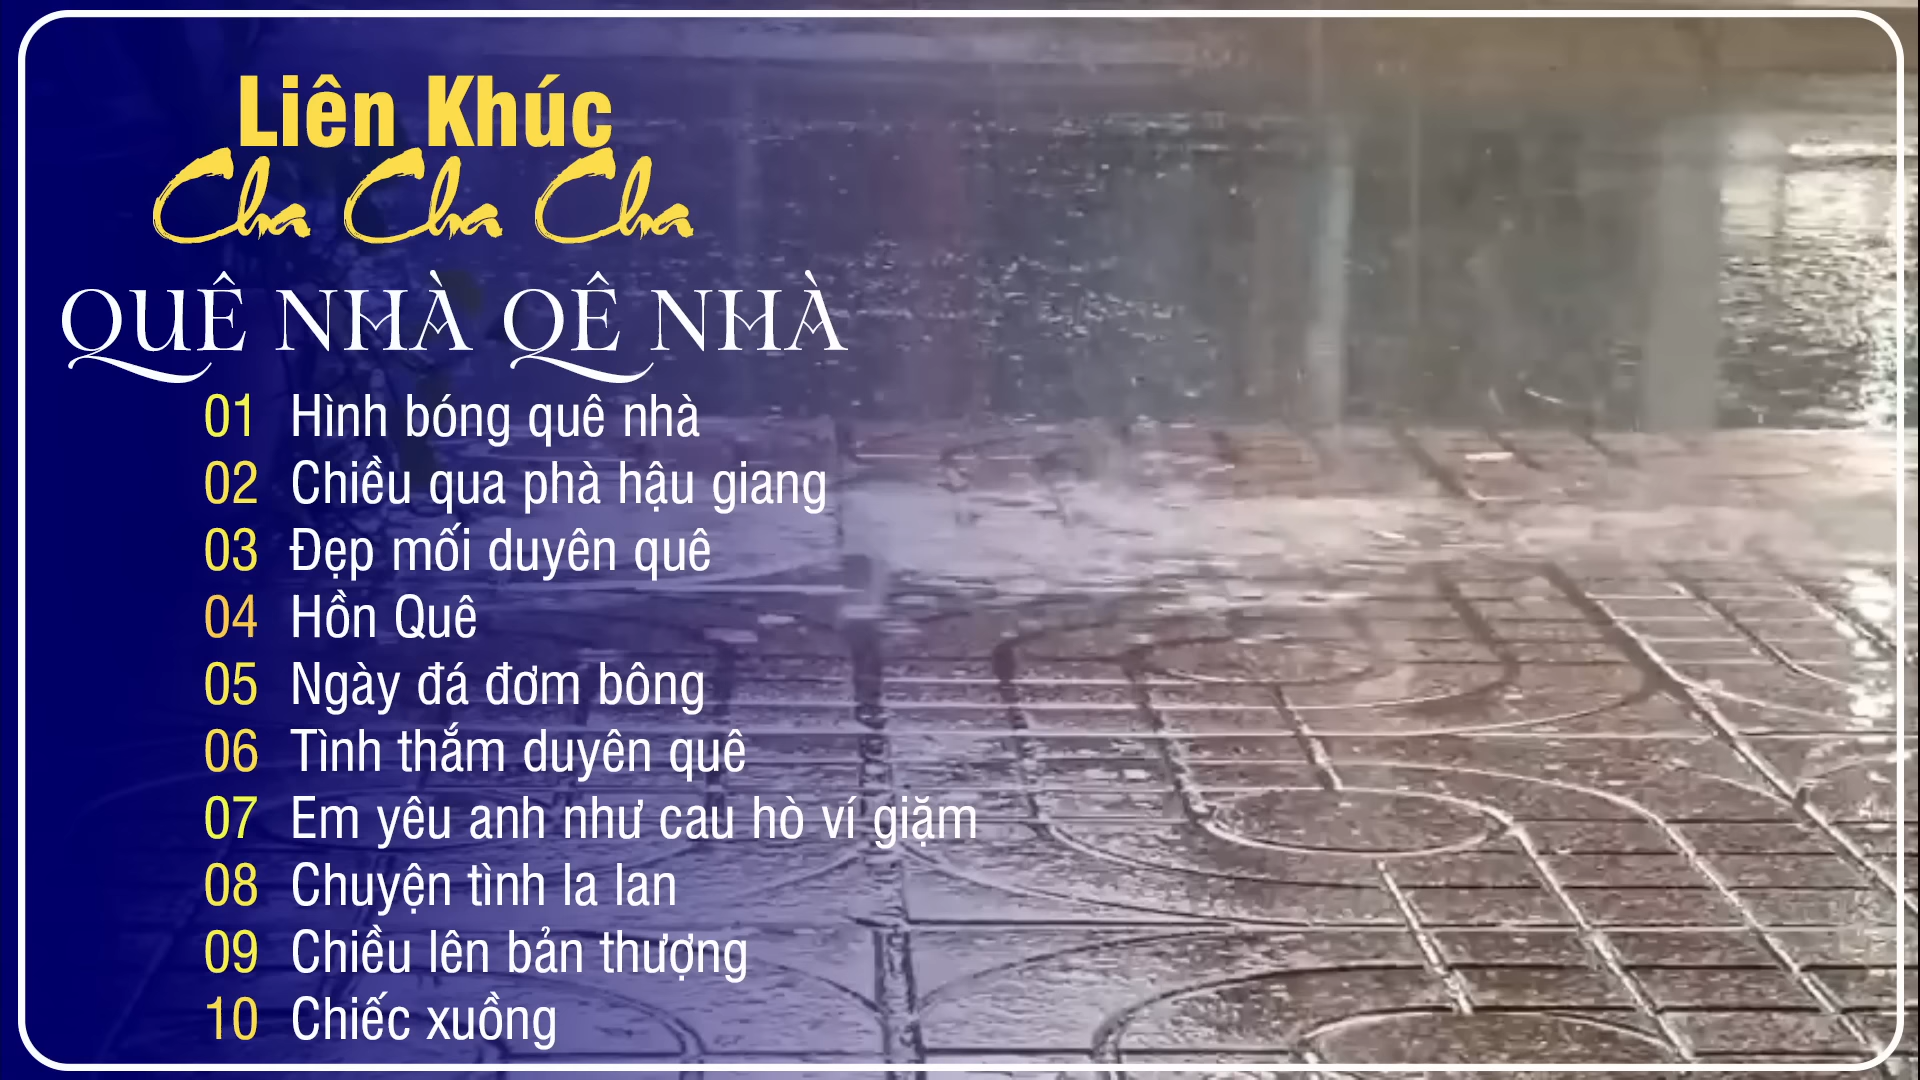 Liên Khúc
Cha Cha Cha
QUÊ NHÀ QÊ NHÀ
01 Hình bóng quê nhà
02 Chiều qua phà hậu giang
03 Đẹp mối duyên quê
04 Hồn Quê
05 Ngày đá đơm bông
06 Tình thắm duyên quê
07 Em yêu anh như cau hò ví giặm
08 Chuyện tình la lan
09 Chiều lên bản thượng
10 Chiếc xuồng